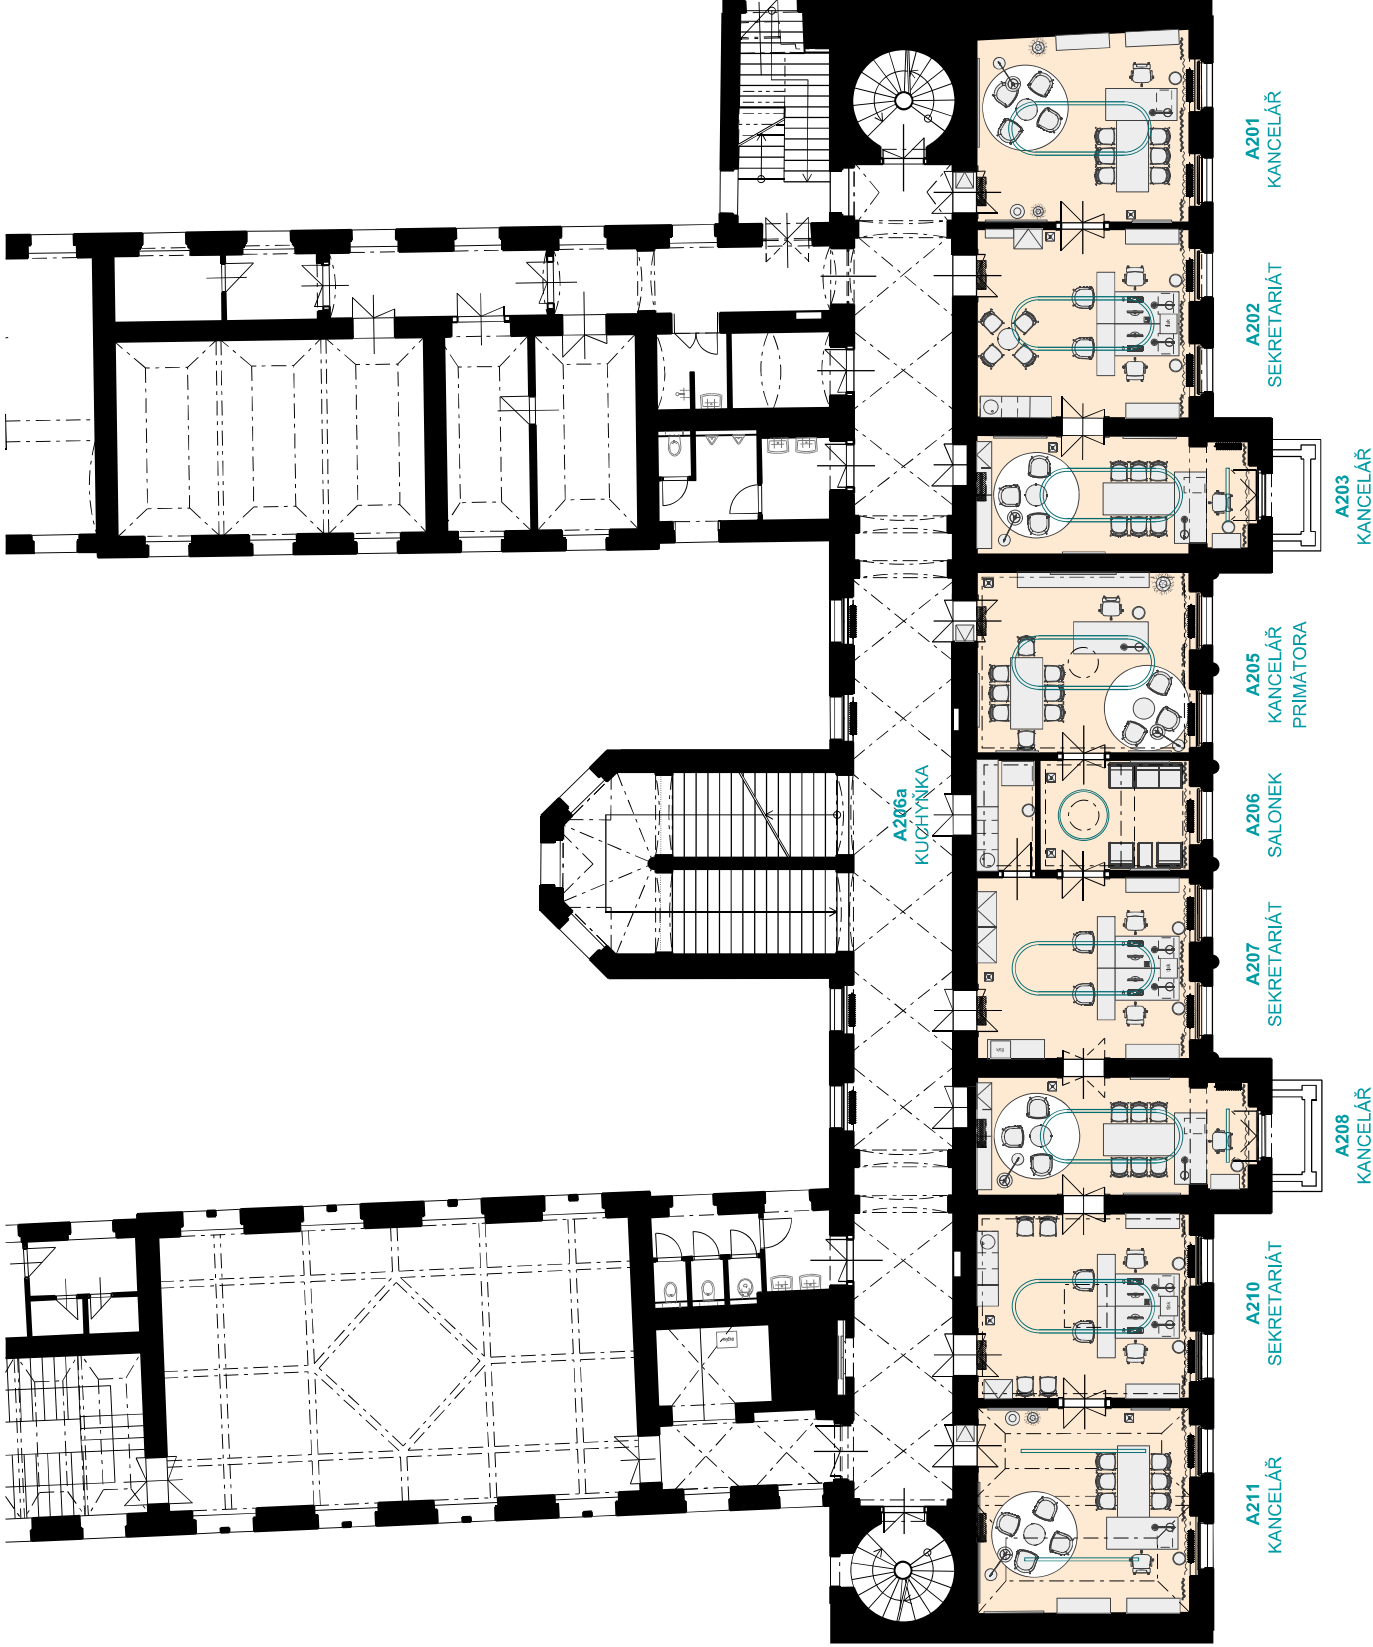 A201
KANCELÁŘ
A202
SEKRETARIÁT
A203
KANCELÁŘ
A205
KANCELÁŘ
PRIMÁTORA
A206a
KUCHYŇKA
A206
SALONEK
A207
SEKRETARIÁT
A208
KANCELÁŘ
A210
SEKRETARIÁT
A211
KANCELÁŘ